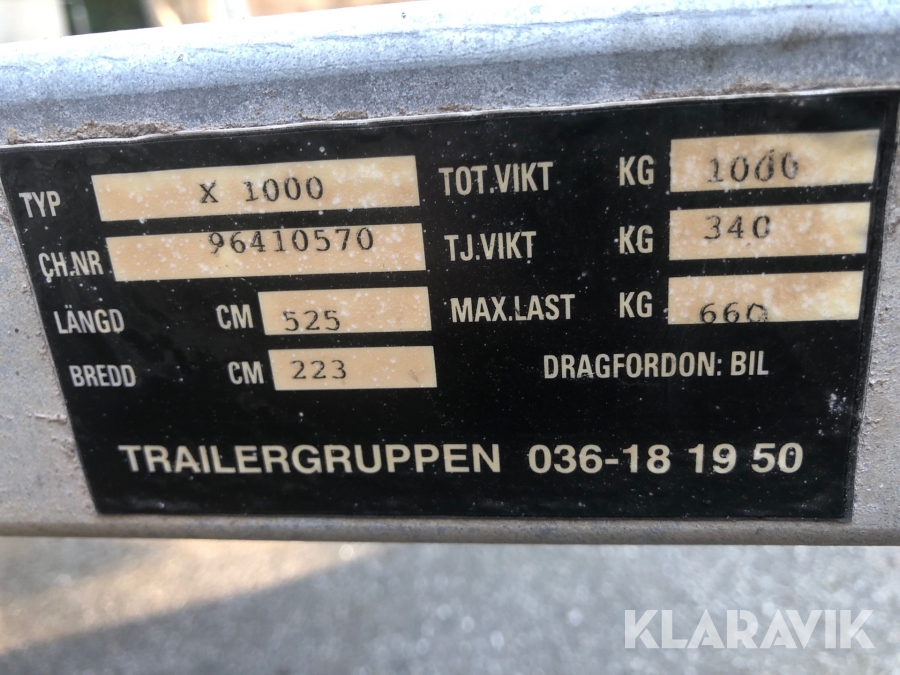 TYP X 1000
CH.NR 96410570
LÄNGD CM 525
BREDD CM 223
TOT.VIKT KG 1000
TJ.VIKT KG 340
MAX.LAST KG 660
DRAGFORDON: BIL
TRAILERGRUPPEN 036-18 19 50
KLARAVIK